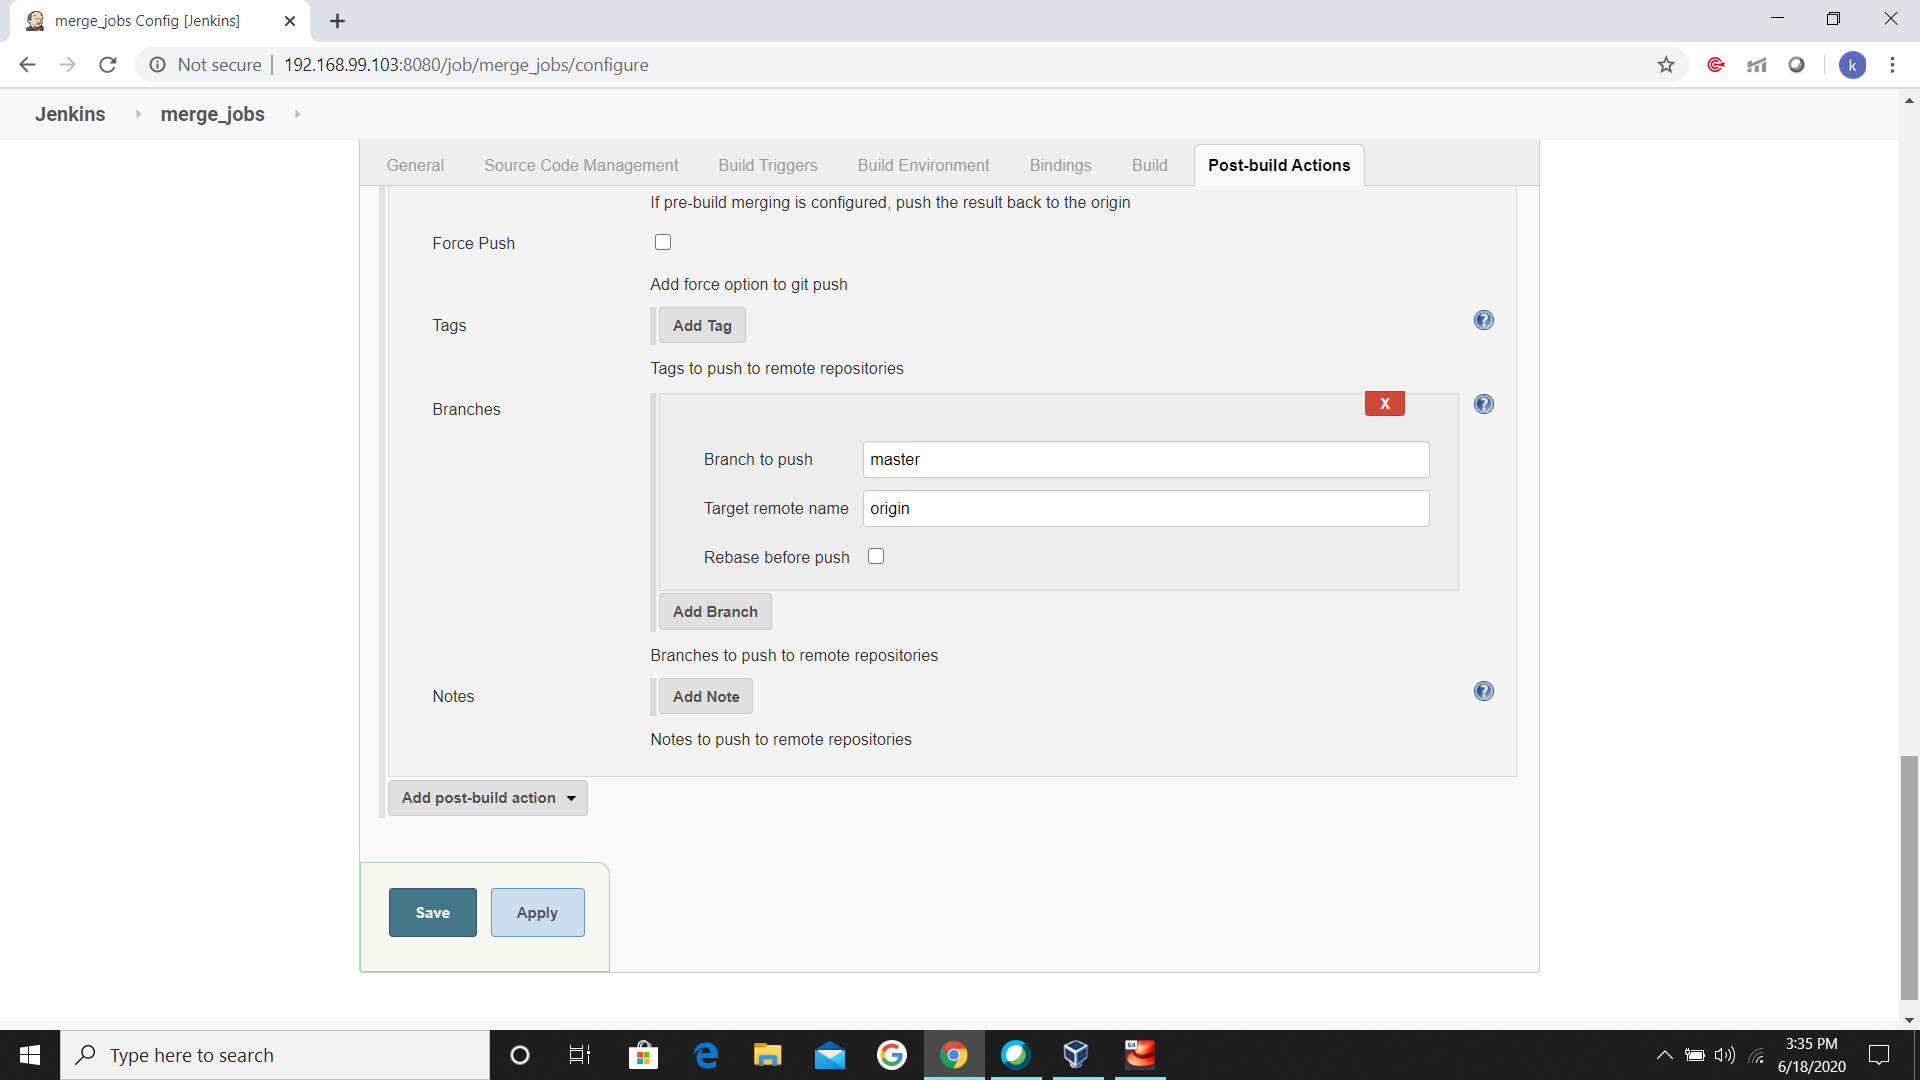 merge_jobs Config [Jenkins]
Not secure
192.168.99.103:8080/job/merge_jobs/configure
k
Jenkins
merge_jobs
General
Source Code Management
Build Triggers
Build Environment
Bindings
Build
Post-build Actions
If pre-build merging is configured, push the result back to the origin
Force Push
Add force option to git push
Tags
Add Tag
?
Tags to push to remote repositories
Branches
X
?
Branch to push
master
Target remote name
origin
Rebase before push
Add Branch
Branches to push to remote repositories
Notes
Add Note
?
Notes to push to remote repositories
Add post-build action
Save
Apply
Type here to search
64
3:35 PM
6/18/2020